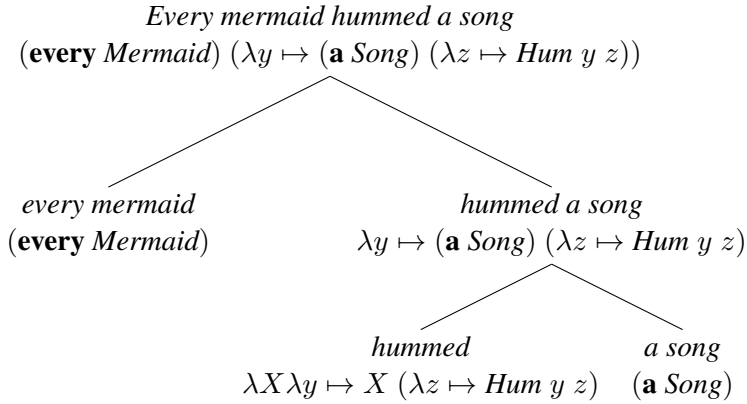 Every mermaid hummed a song
(every Mermaid) (λy ↦ (a Song) (λz ↦ Hum y z))
every mermaid
(every Mermaid)
hummed a song
λy ↦ (a Song) (λz ↦ Hum y z)
hummed
λXλy ↦ X (λz ↦ Hum y z)
a song
(a Song)